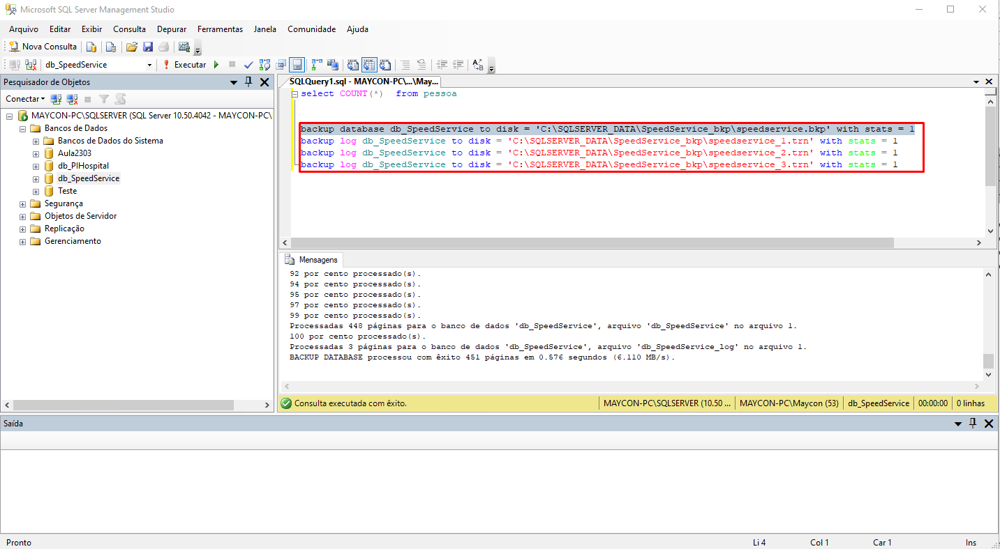 Microsoft SQL Server Management Studio
Arquivo Editar Exibir Consulta Depurar Ferramentas Janela Comunidade Ajuda
Nova Consulta
db_SpeedService Executar
Pesquisador de Objetos
Conectar
MAYCON-PC\SQLSERVER (SQL Server 10.50.4042 - MAYCON-PC\
Bancos de Dados
Bancos de Dados do Sistema
Aula2303
db_PIHospital
db_SpeedService
Teste
Segurança
Objetos de Servidor
Replicação
Gerenciamento
SQLQuery1.sql - MAYCON-PC\...\May...
select COUNT(*) from pessoa
backup database db_SpeedService to disk = 'C:\SQLSERVER_DATA\SpeedService_bkp\speedservice.bkp' with stats = 1
backup log db_SpeedService to disk = 'C:\SQLSERVER_DATA\SpeedService_bkp\speedservice_1.trn' with stats = 1
backup log db_SpeedService to disk = 'C:\SQLSERVER_DATA\SpeedService_bkp\speedservice_2.trn' with stats = 1
backup log db_SpeedService to disk = 'C:\SQLSERVER_DATA\SpeedService_bkp\speedservice_3.trn' with stats = 1
Mensagens
92 por cento processado(s).
94 por cento processado(s).
95 por cento processado(s).
97 por cento processado(s).
99 por cento processado(s).
Processadas 448 páginas para o banco de dados 'db_SpeedService', arquivo 'db_SpeedService' no arquivo 1.
100 por cento processado(s).
Processadas 3 páginas para o banco de dados 'db_SpeedService', arquivo 'db_SpeedService_log' no arquivo 1.
BACKUP DATABASE processou com êxito 451 páginas em 0.576 segundos (6.110 MB/s).
Consulta executada com êxito. MAYCON-PC\SQLSERVER (10.50 ... MAYCON-PC\Maycon (53) db_SpeedService 00:00:00 0 linhas
Saída
Pronto Li 4 Col 1 Car 1 Ins